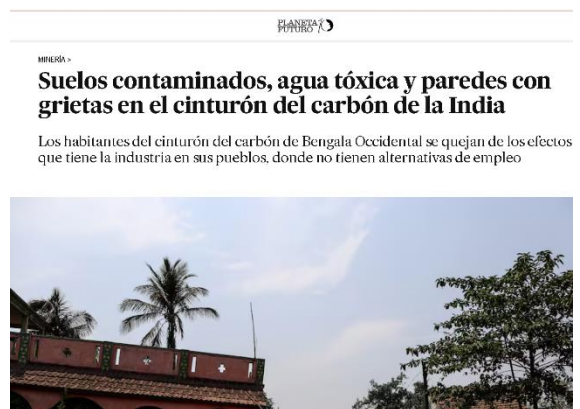 PLANETA
FUTURO
MINERÍA >
Suelos contaminados, agua tóxica y paredes con
grietas en el cinturón del carbón de la India
Los habitantes del cinturón del carbón de Bengala Occidental se quejan de los efectos
que tiene la industria en sus pueblos, donde no tienen alternativas de empleo